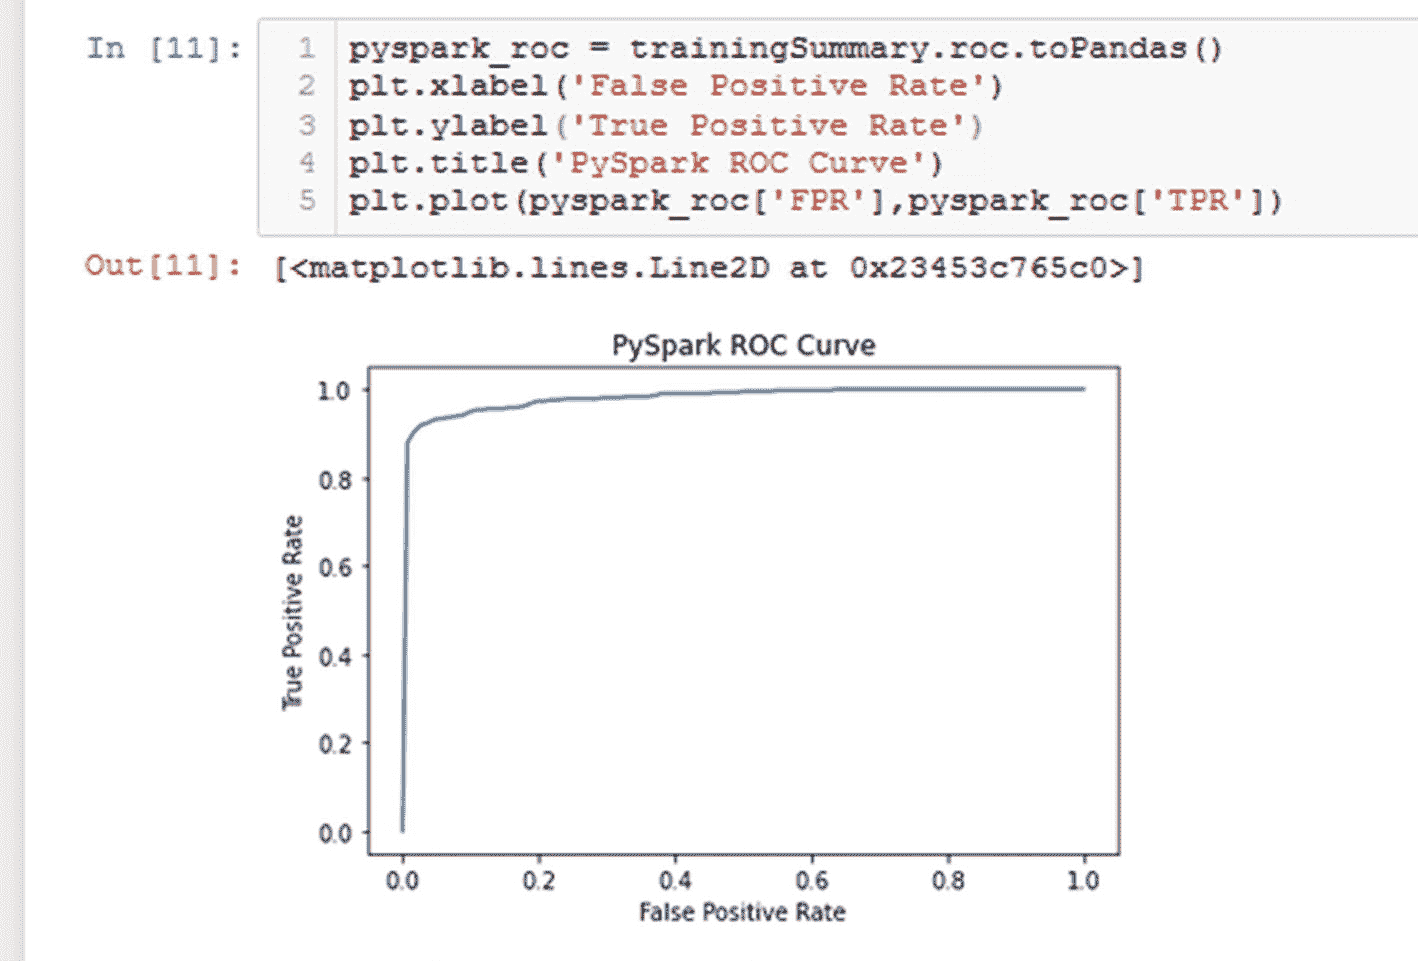 In [11]:
1 pyspark_roc = trainingSummary.roc.toPandas()
2 plt.xlabel('False Positive Rate')
3 plt.ylabel('True Positive Rate')
4 plt.title('PySpark ROC Curve')
5 plt.plot(pyspark_roc['FPR'],pyspark_roc['TPR'])
Out[11]: [<matplotlib.lines.Line2D at 0x23453c765c0>]
PySpark ROC Curve
True Positive Rate
1.0
0.8
0.6
0.4
0.2
0.0
0.0 0.2 0.4 0.6 0.8 1.0
False Positive Rate